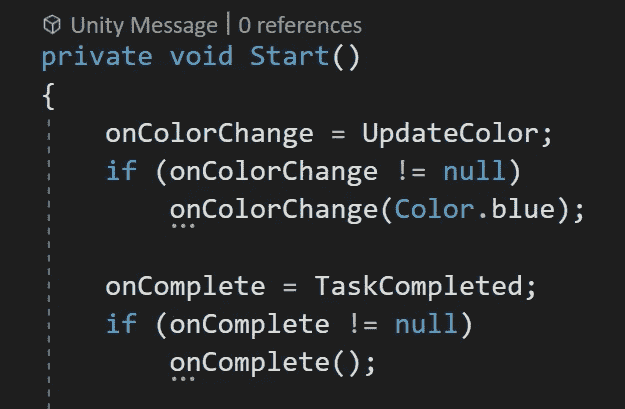 Unity Message | 0 references
private void Start()
{
    onColorChange = UpdateColor;
    if (onColorChange != null)
        onColorChange(Color.blue);

    onComplete = TaskCompleted;
    if (onComplete != null)
        onComplete();